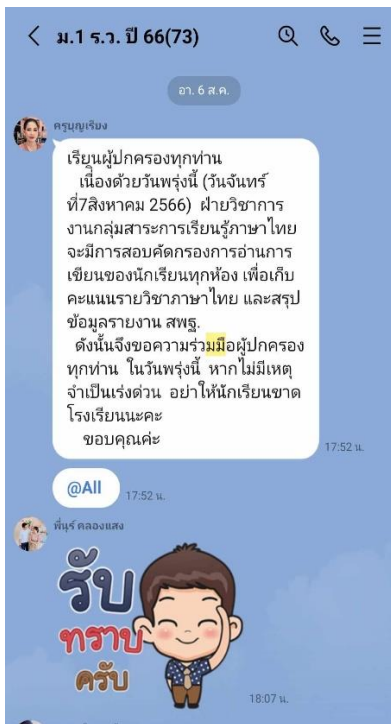 ม.1 ร.ว. ปี 66(73)
อา. 6 ส.ค.
ครูบุญเรียง
เรียนผู้ปกครองทุกท่าน
เนื่องด้วยวันพรุ่งนี้ (วันจันทร์
ที่7สิงหาคม 2566) ฝ่ายวิชาการ
งานกลุ่มสาระการเรียนรู้ภาษาไทย
จะมีการสอบคัดกรองการอ่านการ
เขียนของนักเรียนทุกห้อง เพื่อเก็บ
คะแนนรายวิชาภาษาไทย และสรุป
ข้อมูลรายงาน สพฐ.
ดังนั้นจึงขอความร่วมมือผู้ปกครอง
ทุกท่าน ในวันพรุ่งนี้ หากไม่มีเหตุ
จำเป็นเร่งด่วน อย่าให้นักเรียนขาด
โรงเรียนนะคะ
ขอบคุณค่ะ
17:52 น.
@All
17:52 น.
พี่นุร์ คลองแสง
รับ
ทราบ
ครับ
18:07 น.